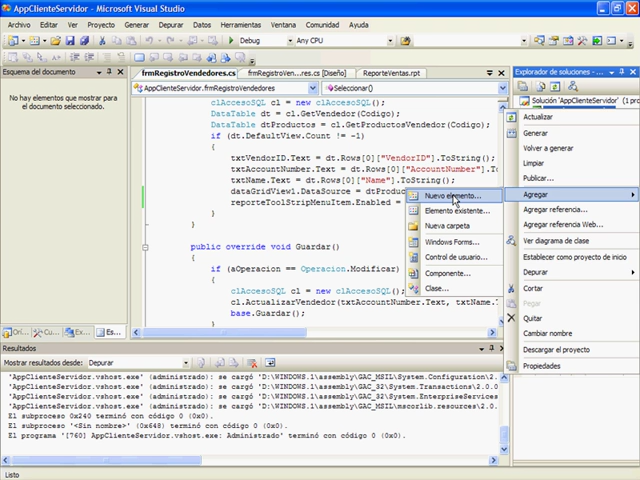 AppClienteServidor - Microsoft Visual Studio
Archivo Editar Ver Proyecto Generar Depurar Datos Herramientas Ventana Comunidad Ayuda
Debug Any CPU
Esquema del documento
No hay elementos que mostrar para
el documento seleccionado.
frmRegistroVendedores.cs frmRegistroVen...res.cs [Diseño] ReporteVentas.rpt
AppClienteServidor.frmRegistroVendedores Seleccionar()
clAccesoSQL cl = new clAccesoSQL();
DataTable dt = cl.GetVendedor(Codigo);
DataTable dtProductos = cl.GetProductosVendedor(Codigo);
if (dt.DefaultView.Count != -1)
{
txtVendorID.Text = dt.Rows[0]["VendorID"].ToString();
txtAccountNumber.Text = dt.Rows[0]["AccountNumber"].ToString();
txtName.Text = dt.Rows[0]["Name"].ToString();
dataGridView1.DataSource = dtProduc
reporteToolStripMenuItem.Enabled =
}
}
public override void Guardar()
{
if (aOperacion == Operacion.Modificar)
{
clAccesoSQL cl = new clAccesoSQL();
cl.ActualizarVendedor(txtAccountNumber.Text, txtName.
base.Guardar();
}
Nuevo elemento...
Elemento existente...
Nueva carpeta
Windows Forms...
Control de usuario...
Componente...
Clase...
Explorador de soluciones - ...
Solución "AppClienteServidor"
Actualizar
Generar
Volver a generar
Limpiar
Publicar...
Agregar
Agregar referencia...
Agregar referencia Web...
Ver diagrama de clase
Establecer como proyecto de inicio
Depurar
Cortar
Pegar
Quitar
Cambiar nombre
Descargar el proyecto
Propiedades
Orí... Cu... Ex... Es...
Resultados
Mostrar resultados desde: Depurar
'AppClienteServidor.vshost.exe' (administrado): se cargó 'D:\WINDOWS.1\assembly\GAC_MSIL\System.Configuration\2.
'AppClienteServidor.vshost.exe' (administrado): se cargó 'D:\WINDOWS.1\assembly\GAC_32\System.Transactions\2.0.0
'AppClienteServidor.vshost.exe' (administrado): se cargó 'D:\WINDOWS.1\assembly\GAC_32\System.EnterpriseServices
'AppClienteServidor.vshost.exe' (administrado): se cargó 'D:\WINDOWS.1\assembly\GAC_MSIL\mscorlib.resources\2.0.
El subproceso 0x240 terminó con código 0 (0x0).
El subproceso '<Sin nombre>' (0x648) terminó con código 0 (0x0).
El programa '[760] AppClienteServidor.vshost.exe: Administrado' terminó con código 0 (0x0).
Listo